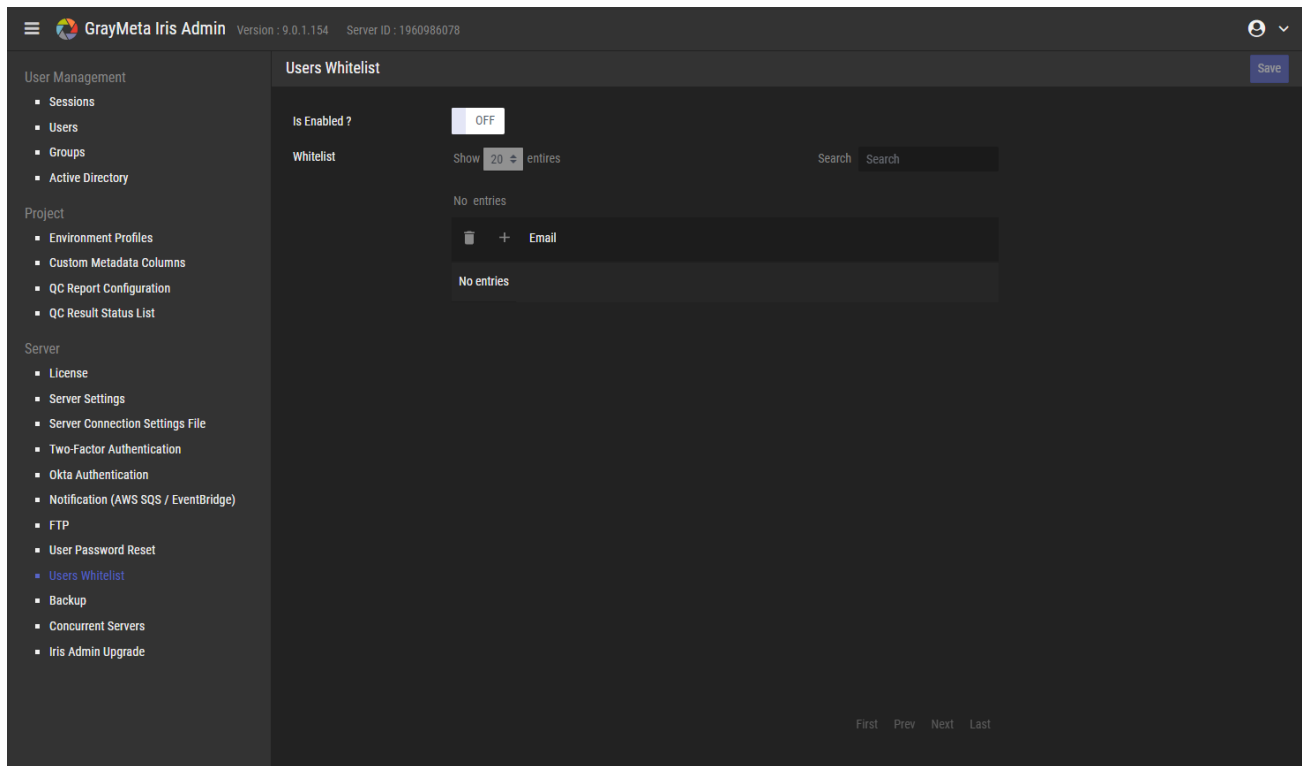 GrayMeta Iris Admin Version : 9.0.1.154 Server ID : 1960986078
User Management
Sessions
Users
Groups
Active Directory
Project
Environment Profiles
Custom Metadata Columns
QC Report Configuration
QC Result Status List
Server
License
Server Settings
Server Connection Settings File
Two-Factor Authentication
Okta Authentication
Notification (AWS SQS / EventBridge)
FTP
User Password Reset
Users Whitelist
Backup
Concurrent Servers
Iris Admin Upgrade
Users Whitelist Save
Is Enabled ? OFF
Whitelist Show 20 entires Search Search
No entries
Email
No entries
First Prev Next Last